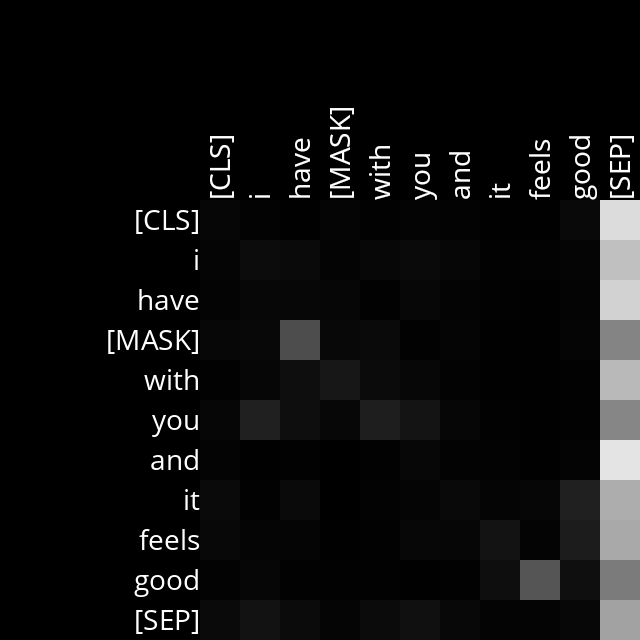 [CLS] i have [MASK] with you and it feels good [SEP]
[CLS]
i
have
[MASK]
with
you
and
it
feels
good
[SEP]